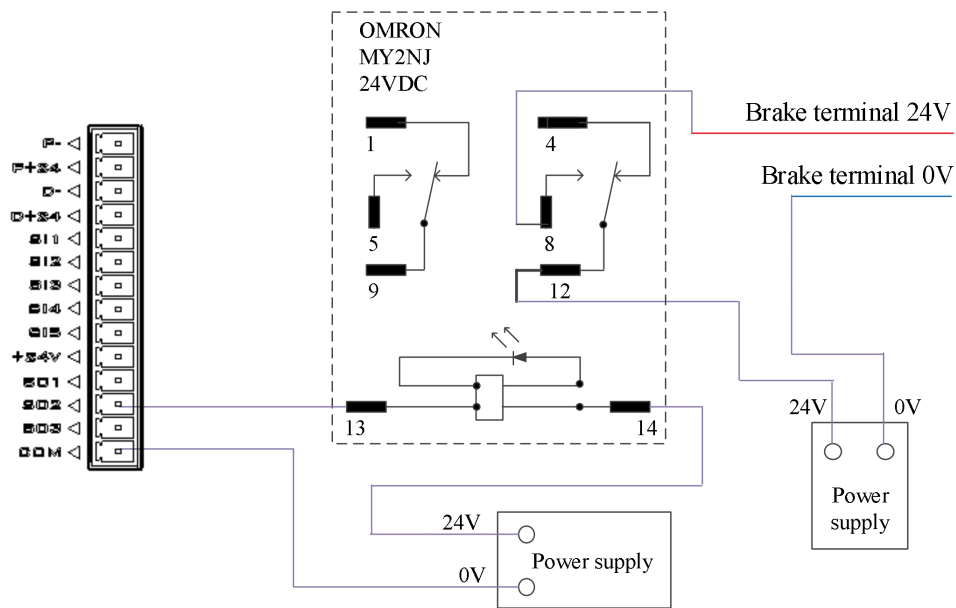 OMRON
MY2NJ
24VDC
Brake terminal 24V
Brake terminal 0V
P-
P+24
D-
O+24
SI1
SI2
SI3
SI4
SI5
+24V
SO1
SO2
SO3
COM
1
4
5
8
9
12
13
14
24V
0V
Power
supply
24V
Power supply
0V